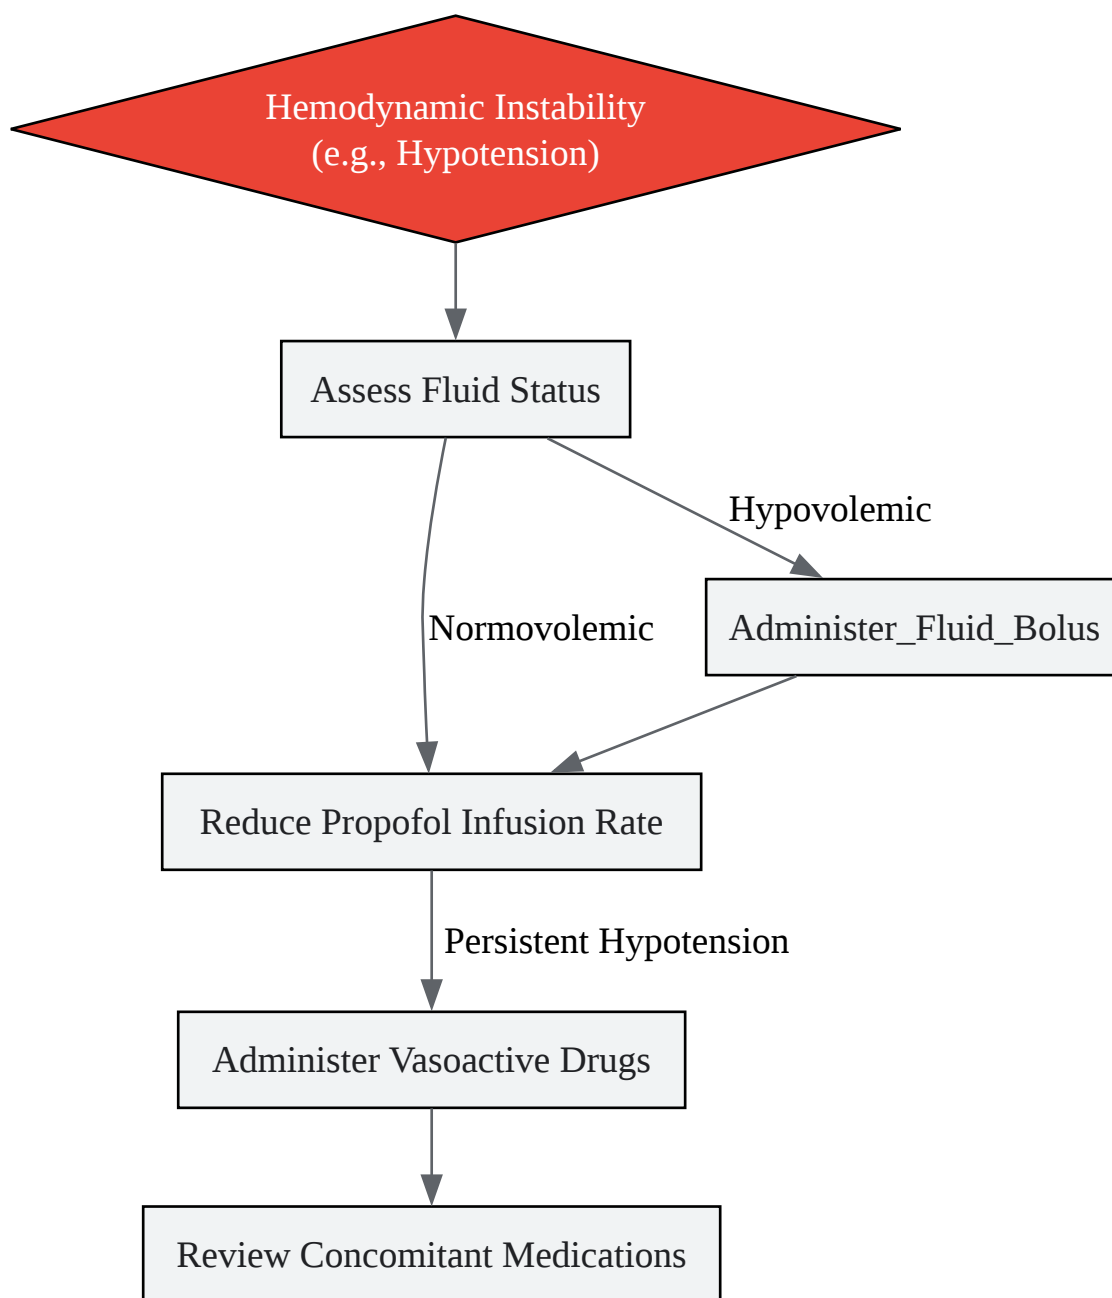 Hemodynamic Instability
(e.g., Hypotension)
Assess Fluid Status
Hypovolemic
Normovolemic
Administer_Fluid_Bolus
Reduce Propofol Infusion Rate
Persistent Hypotension
Administer Vasoactive Drugs
Review Concomitant Medications